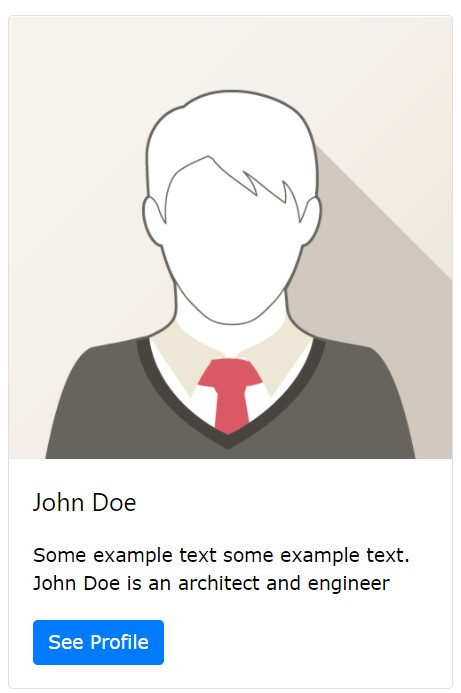 John Doe
Some example text some example text.
John Doe is an architect and engineer
See Profile